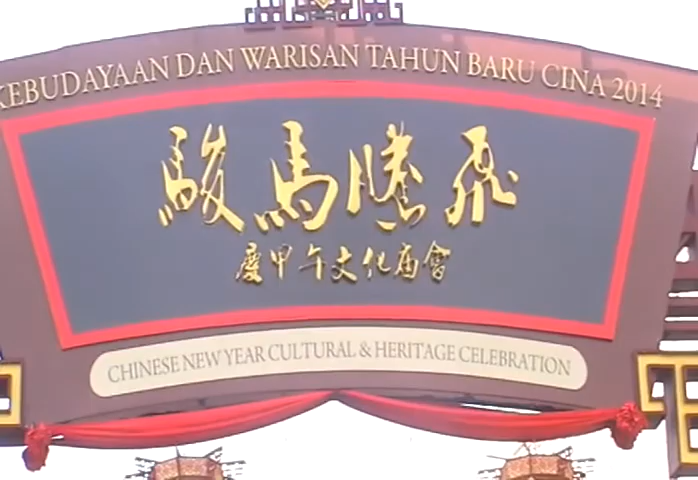 KEBUDAYAAN DAN WARISAN TAHUN BARU CINA 2014
駿馬騰飛
慶甲午文化庙會
CHINESE NEW YEAR CULTURAL & HERITAGE CELEBRATION